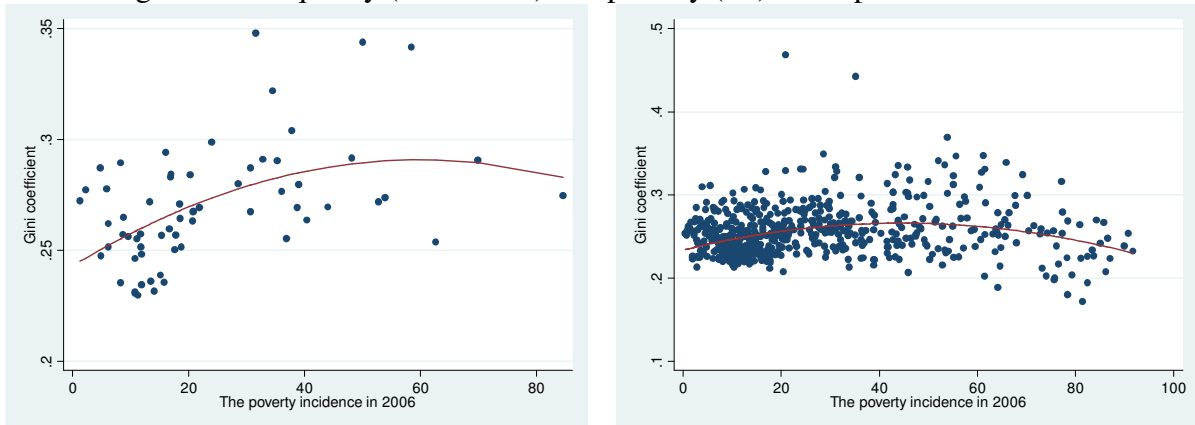 .35
.3
.25
.2
Gini coefficient
0 20 40 60 80
The poverty incidence in 2006
.5
.4
.3
.2
.1
Gini coefficient
0 20 40 60 80 100
The poverty incidence in 2006